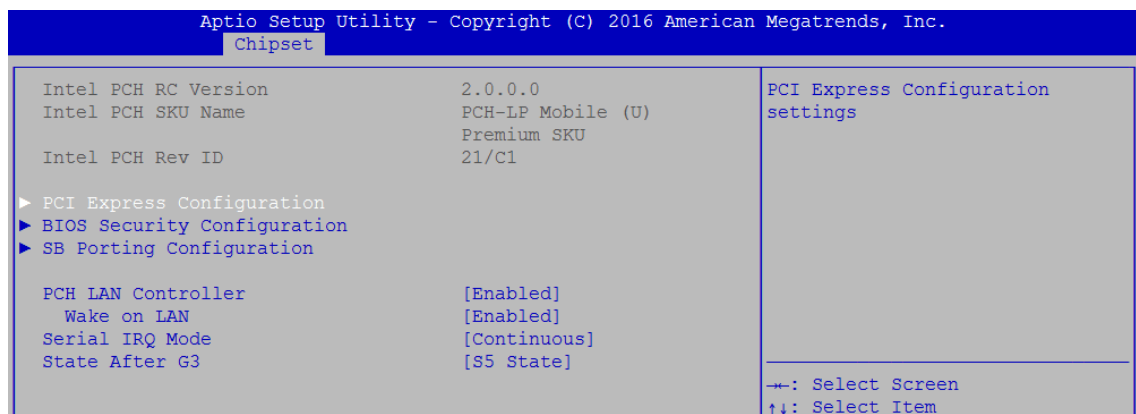 Aptio Setup Utility - Copyright (C) 2016 American Megatrends, Inc.
Chipset
Intel PCH RC Version 2.0.0.0
Intel PCH SKU Name PCH-LP Mobile (U)
Premium SKU
Intel PCH Rev ID 21/C1
► PCI Express Configuration
► BIOS Security Configuration
► SB Porting Configuration
PCH LAN Controller [Enabled]
Wake on LAN [Enabled]
Serial IRQ Mode [Continuous]
State After G3 [S5 State]
PCI Express Configuration
settings
→←: Select Screen
↑↓: Select Item